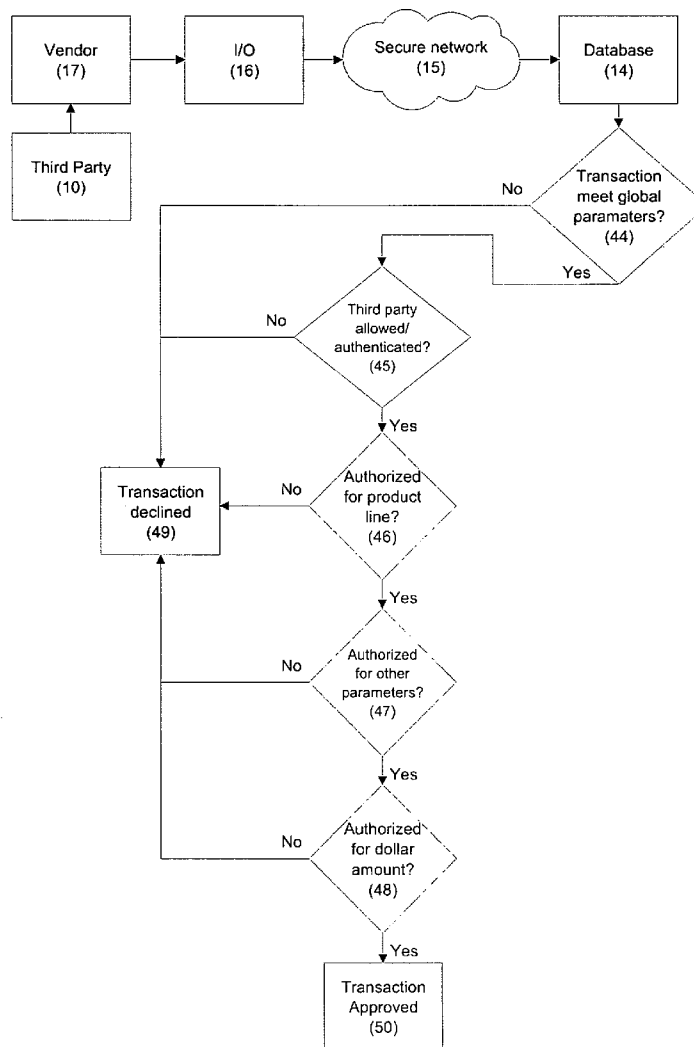 Vendor
(17)
I/O
(16)
Secure network
(15)
Database
(14)
Third Party
(10)
Transaction
meet global
paramaters?
(44)
No
Yes
Third party
allowed/
authenticated?
(45)
No
Yes
Authorized
for product
line?
(46)
No
Transaction
declined
(49)
Yes
Authorized
for other
parameters?
(47)
No
Yes
Authorized
for dollar
amount?
(48)
No
Yes
Transaction
Approved
(50)